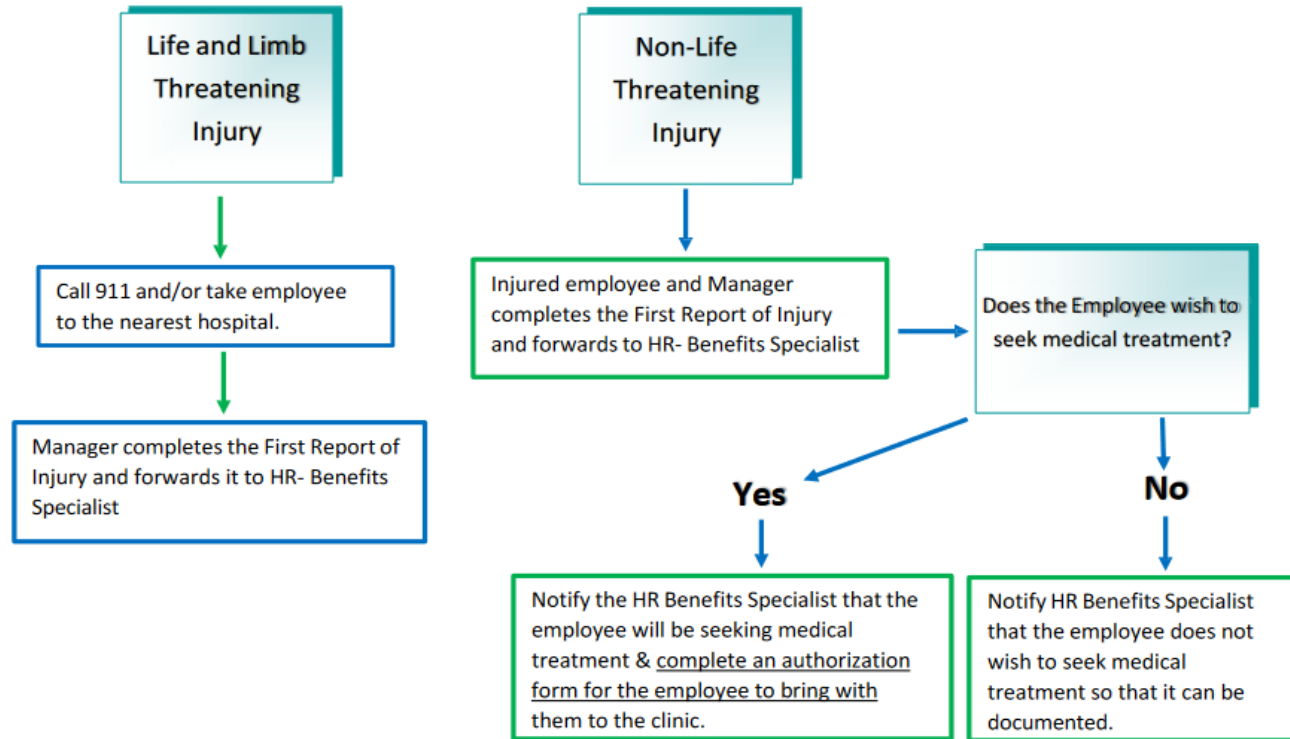 Life and Limb
Threatening
Injury
Call 911 and/or take employee
to the nearest hospital.
Manager completes the First Report of
Injury and forwards it to HR- Benefits
Specialist
Non-Life
Threatening
Injury
Injured employee and Manager
completes the First Report of Injury
and forwards to HR- Benefits Specialist
Does the Employee wish to
seek medical treatment?
Yes
Notify the HR Benefits Specialist that the
employee will be seeking medical
treatment & complete an authorization
form for the employee to bring with
them to the clinic.
No
Notify HR Benefits Specialist
that the employee does not
wish to seek medical
treatment so that it can be
documented.